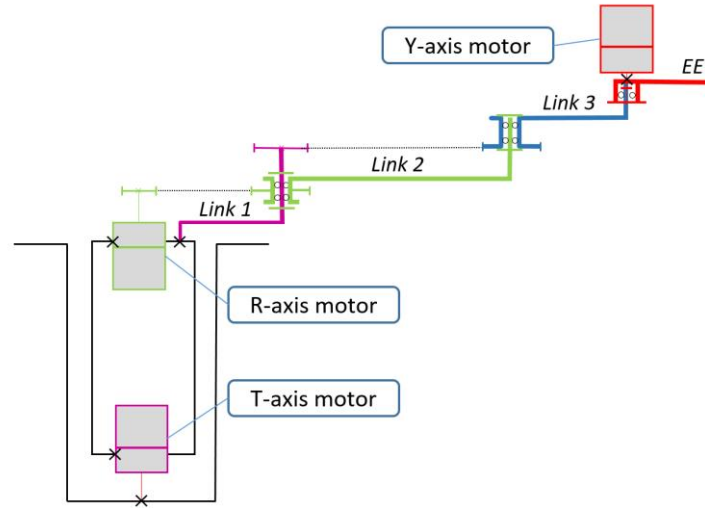 Y-axis motor
EE
Link 3
Link 2
Link 1
R-axis motor
T-axis motor